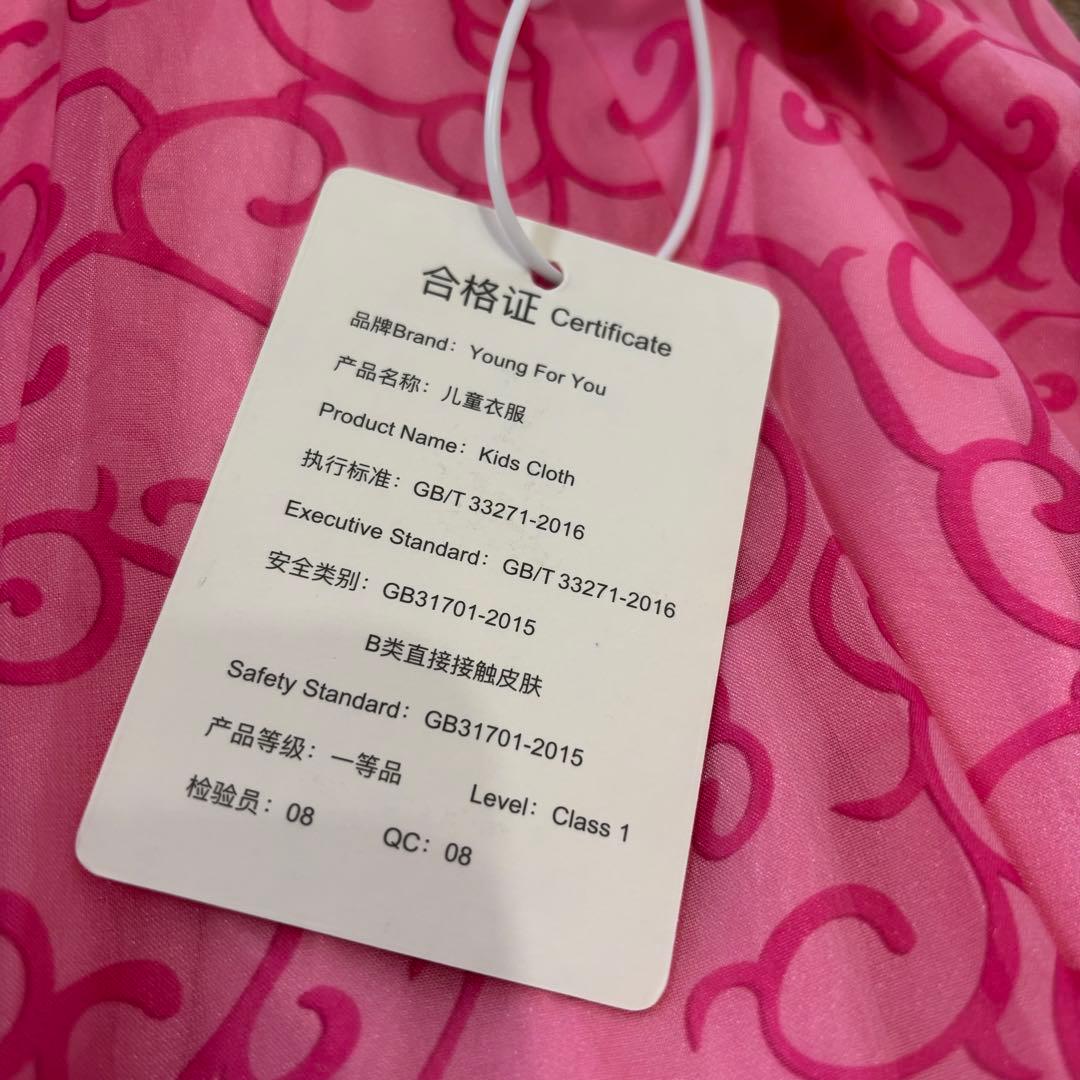 合格证 Certificate
品牌Brand：Young For You
产品名称：儿童衣服
Product Name：Kids Cloth
执行标准：GB/T 33271-2016
Executive Standard：GB/T 33271-2016
安全类别：GB31701-2015
B类直接接触皮肤
Safety Standard：GB31701-2015
产品等级：一等品 Level：Class 1
检验员：08 QC：08